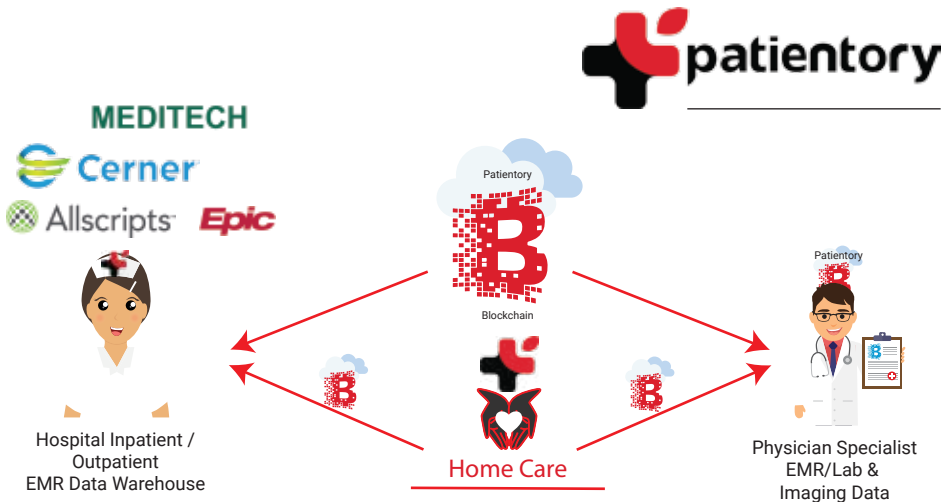 patientory
MEDITECH
Cerner
Allscripts
Epic
Patientory
Blockchain
Patientory
Hospital Inpatient /
Outpatient
EMR Data Warehouse
Home Care
Physician Specialist
EMR/Lab &
Imaging Data